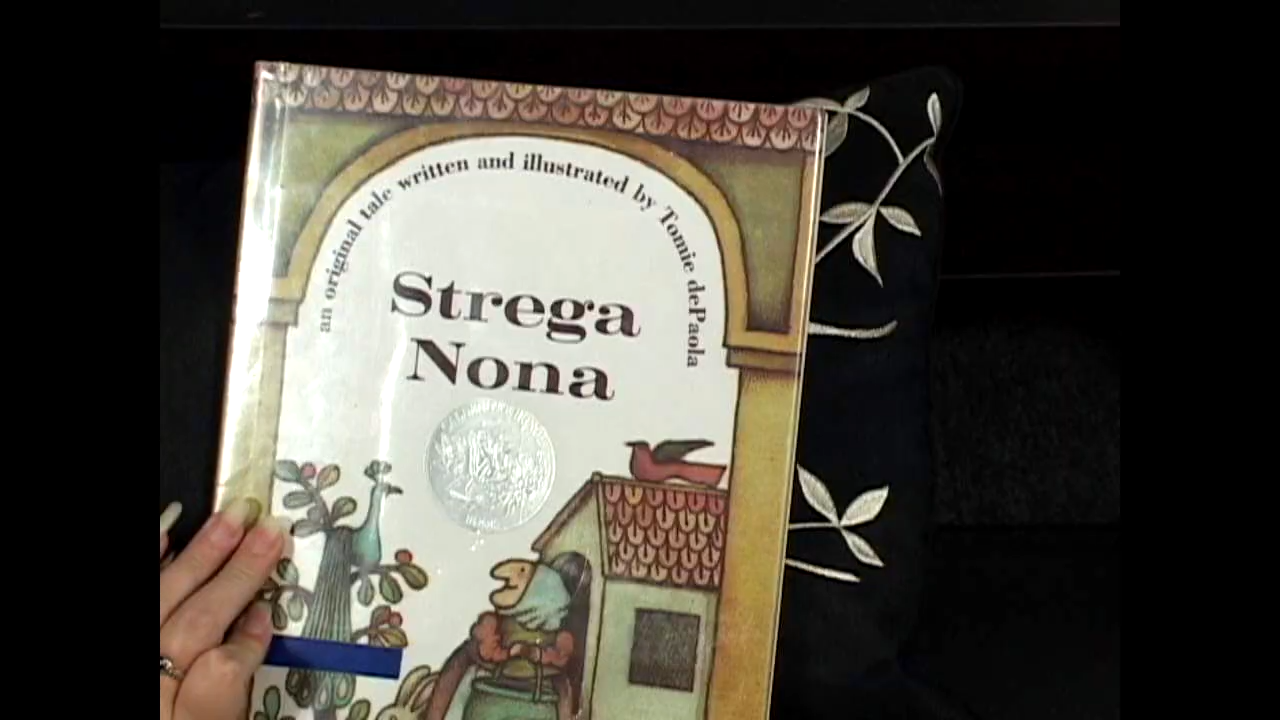 an original tale written and illustrated by Tomie dePaola
Strega
Nona